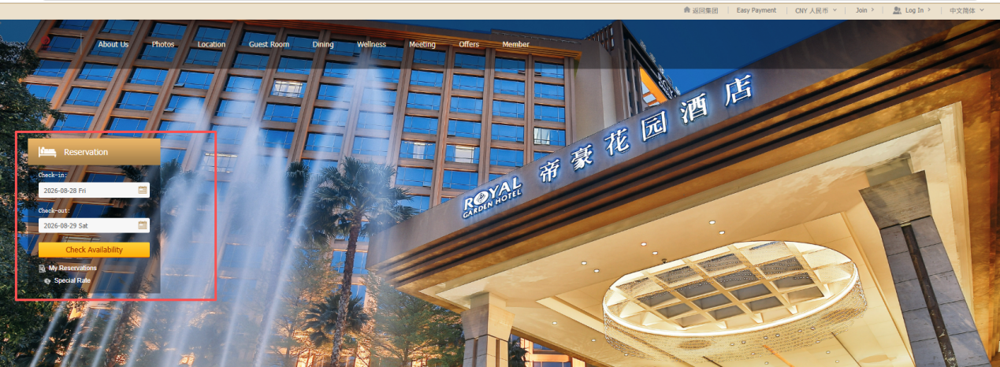 返回集团 Easy Payment CNY 人民币 Join Log In 中文简体
About Us Photos Location Guest Room Dining Wellness Meeting Offers Member
帝豪花园酒店
ROYAL
GARDEN HOTEL
Reservation
Check-in:
2026-08-28 Fri
Check-out:
2026-08-29 Sat
Check Availability
My Reservations
Special Rate